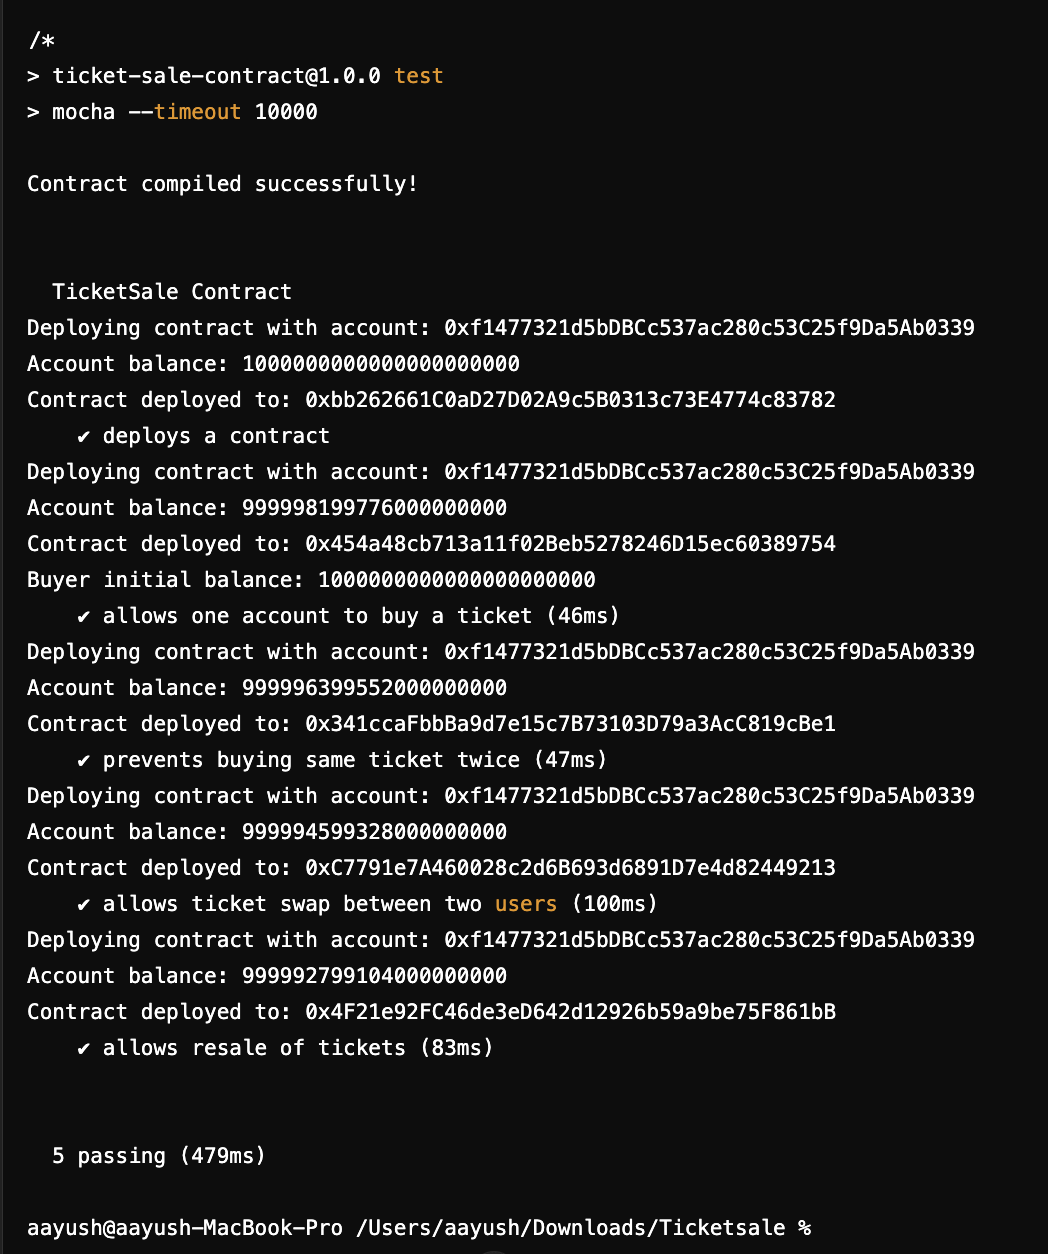 /*
> ticket-sale-contract@1.0.0 test
> mocha --timeout 10000
Contract compiled successfully!
TicketSale Contract
Deploying contract with account: 0xf1477321d5bDBCc537ac280c53C25f9Da5Ab0339
Account balance: 1000000000000000000000
Contract deployed to: 0xbb262661C0aD27D02A9c5B0313c73E4774c83782
✔ deploys a contract
Deploying contract with account: 0xf1477321d5bDBCc537ac280c53C25f9Da5Ab0339
Account balance: 999998199776000000000
Contract deployed to: 0x454a48cb713a11f02Beb5278246D15ec60389754
Buyer initial balance: 1000000000000000000000
✔ allows one account to buy a ticket (46ms)
Deploying contract with account: 0xf1477321d5bDBCc537ac280c53C25f9Da5Ab0339
Account balance: 999996399552000000000
Contract deployed to: 0x341ccaFbbBa9d7e15c7B73103D79a3AcC819cBe1
✔ prevents buying same ticket twice (47ms)
Deploying contract with account: 0xf1477321d5bDBCc537ac280c53C25f9Da5Ab0339
Account balance: 999994599328000000000
Contract deployed to: 0xC7791e7A460028c2d6B693d6891D7e4d82449213
✔ allows ticket swap between two users (100ms)
Deploying contract with account: 0xf1477321d5bDBCc537ac280c53C25f9Da5Ab0339
Account balance: 999992799104000000000
Contract deployed to: 0x4F21e92FC46de3eD642d12926b59a9be75F861bB
✔ allows resale of tickets (83ms)
5 passing (479ms)
aayush@aayush-MacBook-Pro /Users/aayush/Downloads/Ticketsale %